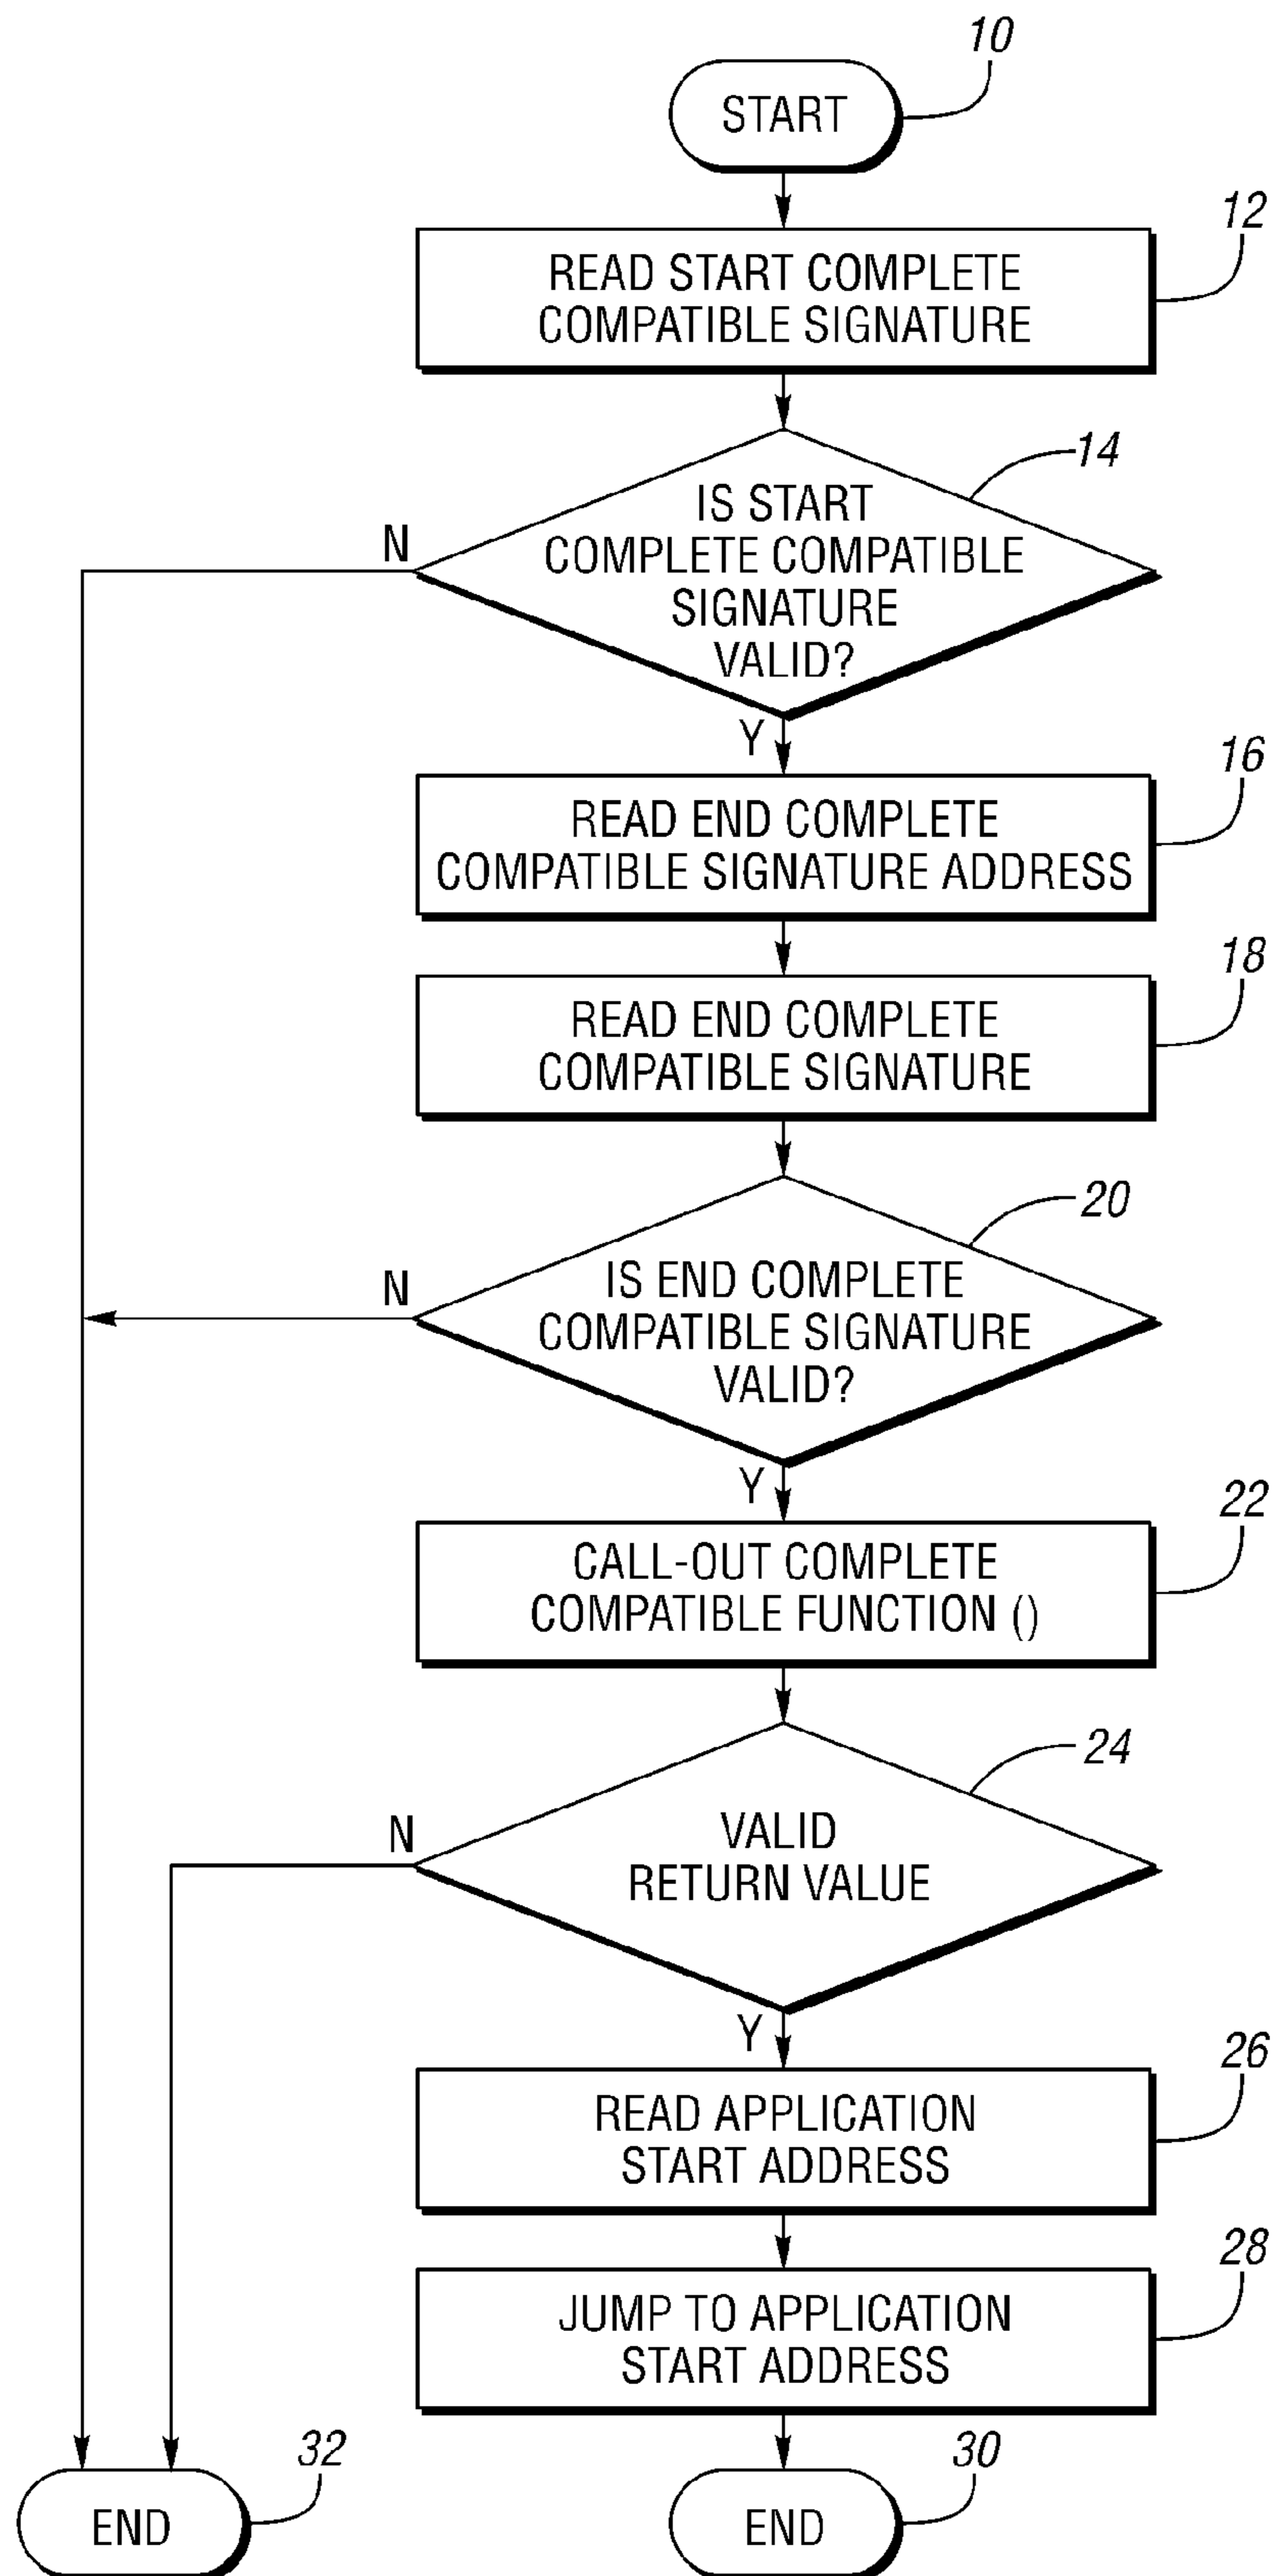 10
START
12
READ START COMPLETE
COMPATIBLE SIGNATURE
14
IS START
COMPLETE COMPATIBLE
SIGNATURE
VALID?
N
Y
16
READ END COMPLETE
COMPATIBLE SIGNATURE ADDRESS
18
READ END COMPLETE
COMPATIBLE SIGNATURE
20
IS END COMPLETE
COMPATIBLE SIGNATURE
VALID?
N
Y
22
CALL-OUT COMPLETE
COMPATIBLE FUNCTION ()
24
VALID
RETURN VALUE
N
Y
26
READ APPLICATION
START ADDRESS
28
JUMP TO APPLICATION
START ADDRESS
32
END
30
END